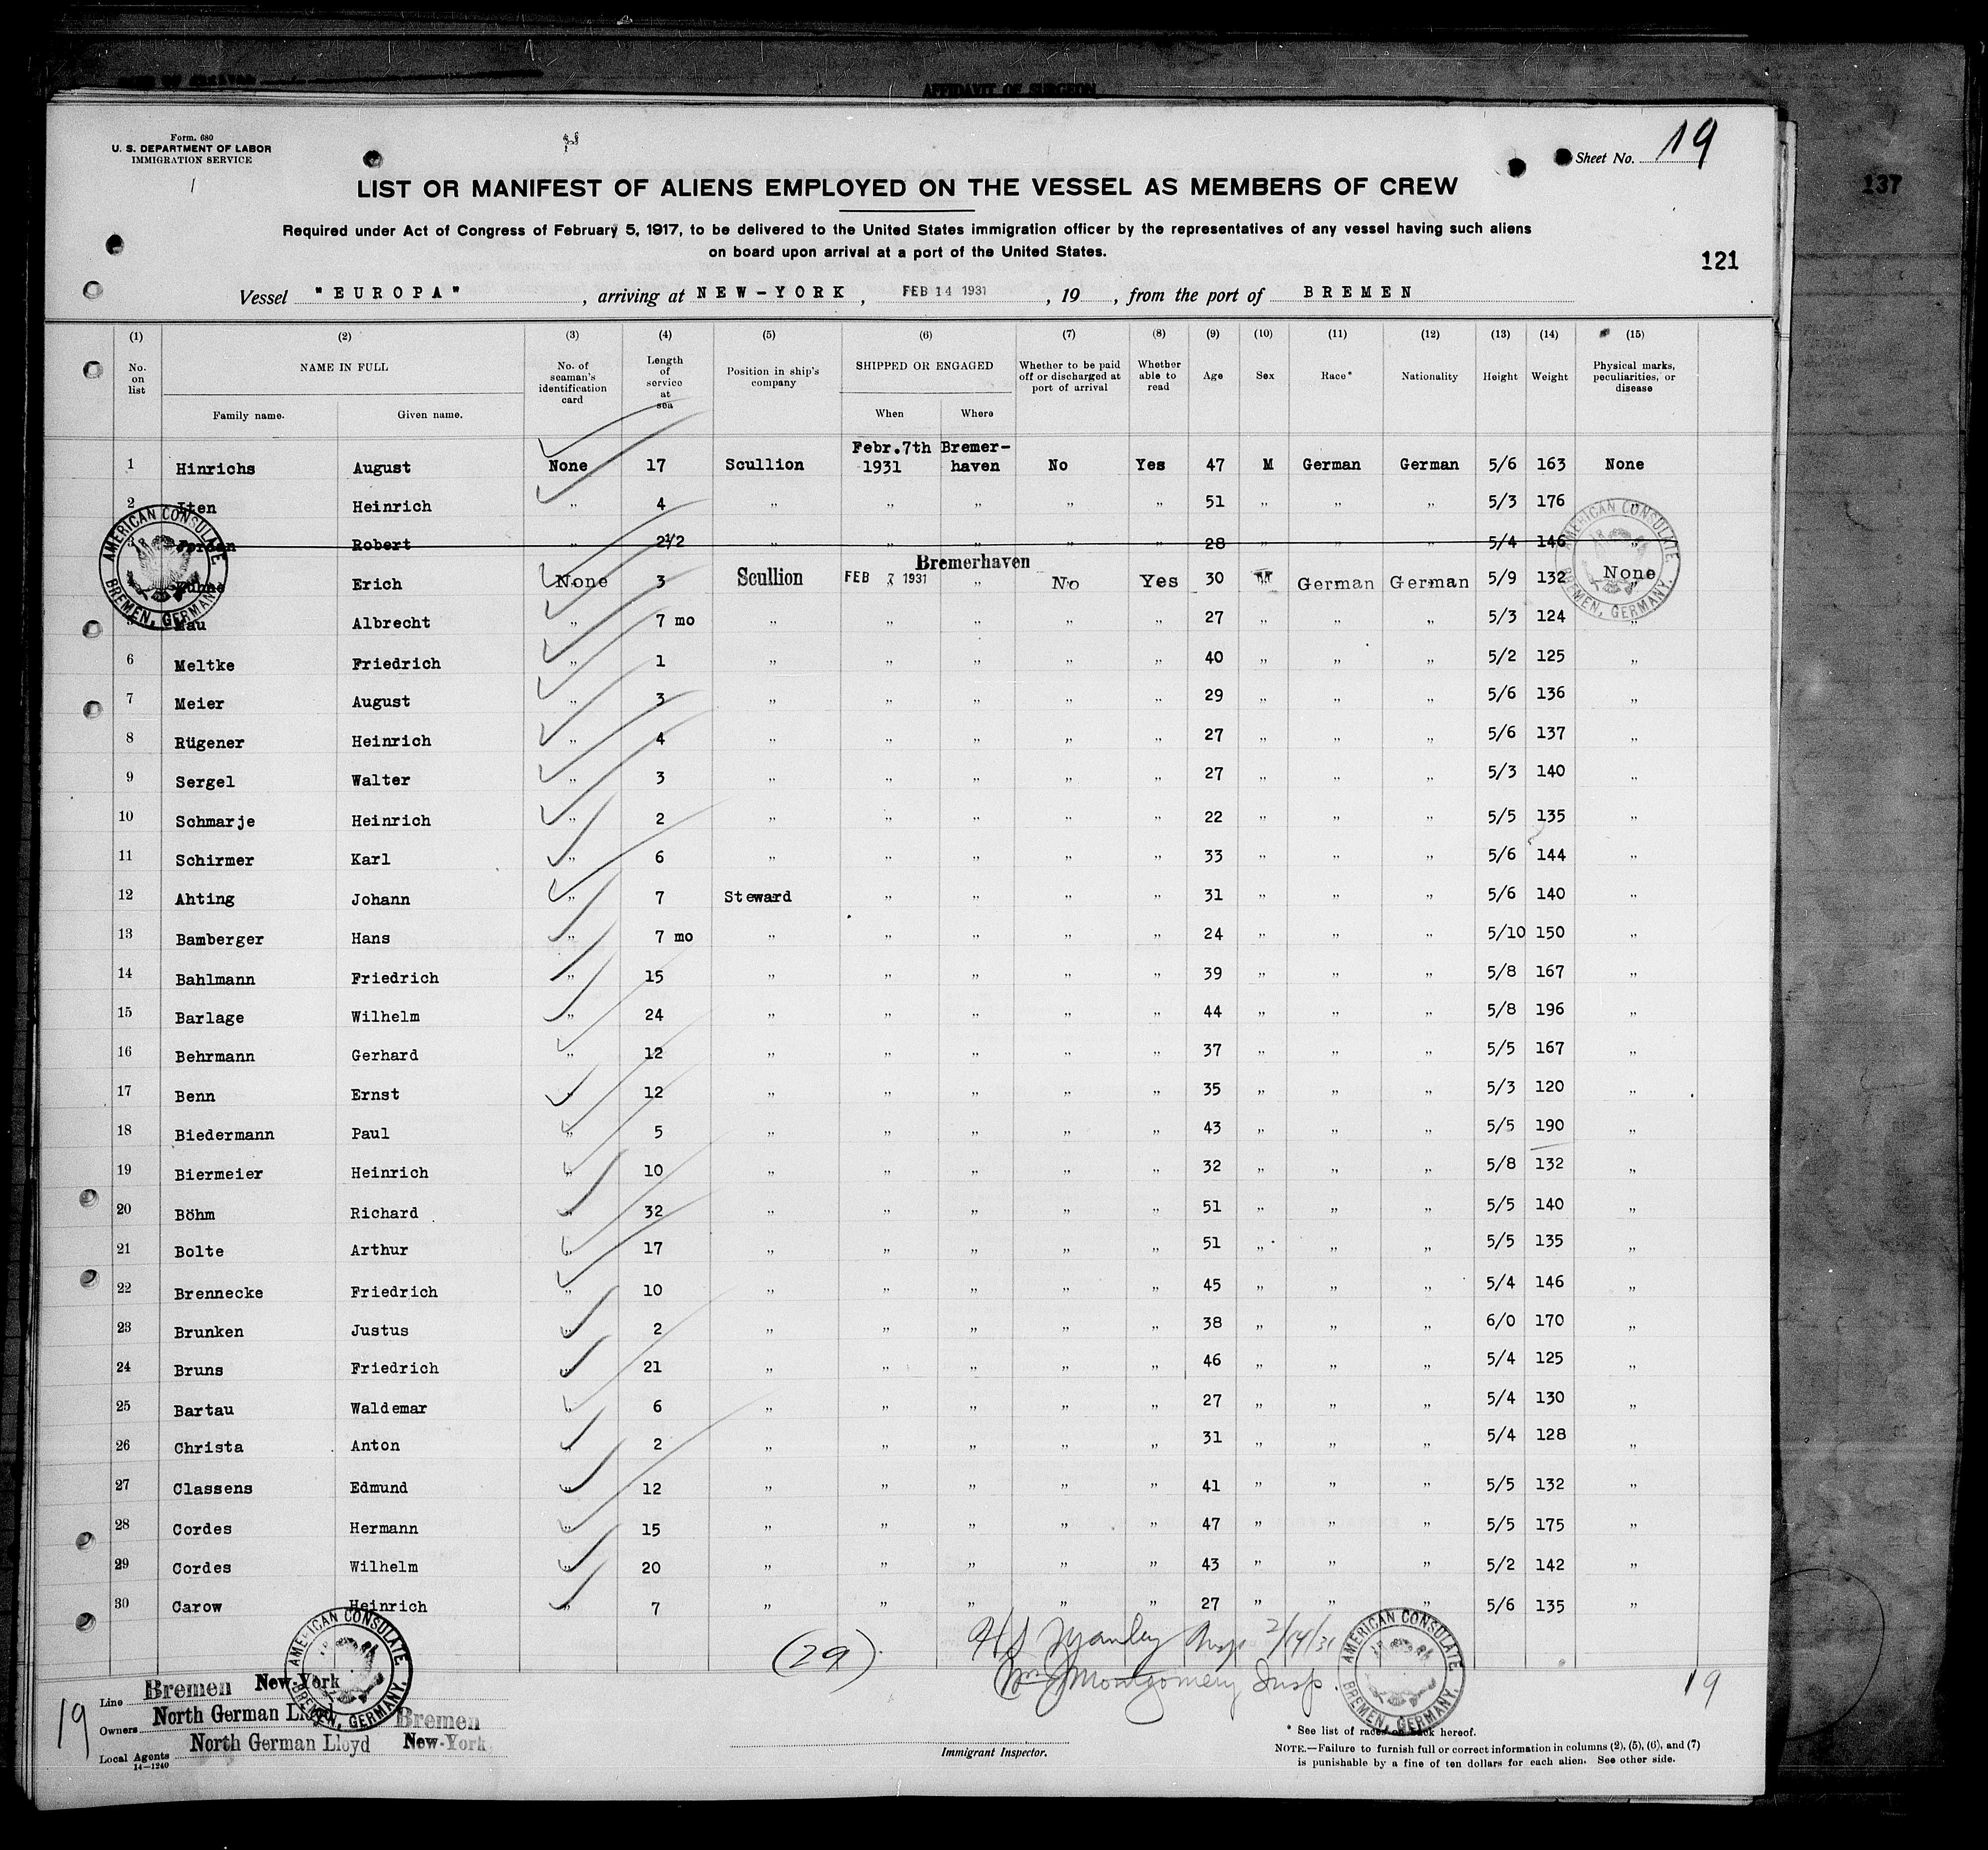 AFFIDAVIT OF SURGEON
Form. 680
U. S. DEPARTMENT OF LABOR
IMMIGRATION SERVICE
Sheet No. 19
137
LIST OR MANIFEST OF ALIENS EMPLOYED ON THE VESSEL AS MEMBERS OF CREW
Required under Act of Congress of February 5, 1917, to be delivered to the United States immigration officer by the representatives of any vessel having such aliens
on board upon arrival at a port of the United States.
121
Vessel "EUROPA", arriving at NEW-YORK, FEB 14 1931, 19 , from the port of BREMEN
(1) (2) (3) (4) (5) (6) (7) (8) (9) (10) (11) (12) (13) (14) (15)
No. on list NAME IN FULL No. of seaman's identification card Length of service at sea Position in ship's company SHIPPED OR ENGAGED Whether to be paid off or discharged at port of arrival Whether able to read Age Sex Race* Nationality Height Weight Physical marks, peculiarities, or disease
Family name. Given name. When Where
1 Hinrichs August None 17 Scullion Febr.7th 1931 Bremer-haven No Yes 47 M German German 5/6 163 None
2 Iten Heinrich " 4 " " " " " 51 " " " 5/3 176 "
3 Jordan Robert " 2½ " " " " " 28 " " " 5/4 146 "
Kühne Erich None 3 Scullion FEB 7 1931 Bremerhaven No Yes 30 M German German 5/9 132 None
5 Mau Albrecht " 7 mo " " " " " 27 " " " 5/3 124 "
6 Meltke Friedrich " 1 " " " " " 40 " " " 5/2 125 "
7 Meier August " 3 " " " " " 29 " " " 5/6 136 "
8 Rügener Heinrich " 4 " " " " " 27 " " " 5/6 137 "
9 Sergel Walter " 3 " " " " " 27 " " " 5/3 140 "
10 Schmarje Heinrich " 2 " " " " " 22 " " " 5/5 135 "
11 Schirmer Karl " 6 " " " " " 33 " " " 5/6 144 "
12 Ahting Johann " 7 Steward " " " " 31 " " " 5/6 140 "
13 Bamberger Hans " 7 mo " " " " " 24 " " " 5/10 150 "
14 Bahlmann Friedrich " 15 " " " " " 39 " " " 5/8 167 "
15 Barlage Wilhelm " 24 " " " " " 44 " " " 5/8 196 "
16 Behrmann Gerhard " 12 " " " " " 37 " " " 5/5 167 "
17 Benn Ernst " 12 " " " " " 35 " " " 5/3 120 "
18 Biedermann Paul " 5 " " " " " 43 " " " 5/5 190 "
19 Biermeier Heinrich " 10 " " " " " 32 " " " 5/8 132 "
20 Böhm Richard " 32 " " " " " 51 " " " 5/5 140 "
21 Bolte Arthur " 17 " " " " " 51 " " " 5/5 135 "
22 Brennecke Friedrich " 10 " " " " " 45 " " " 5/4 146 "
23 Brunken Justus " 2 " " " " " 38 " " " 6/0 170 "
24 Bruns Friedrich " 21 " " " " " 46 " " " 5/4 125 "
25 Bartau Waldemar " 6 " " " " " 27 " " " 5/4 130 "
26 Christa Anton " 2 " " " " " 31 " " " 5/4 128 "
27 Classens Edmund " 12 " " " " " 41 " " " 5/5 132 "
28 Cordes Hermann " 15 " " " " " 47 " " " 5/5 175 "
29 Cordes Wilhelm " 20 " " " " " 43 " " " 5/2 142 "
30 Carow Heinrich " 7 " " " " " 27 " " " 5/6 135 "
AMERICAN CONSULATE BREMEN, GERMANY.
AMERICAN CONSULATE BREMEN, GERMANY.
AMERICAN CONSULATE BREMEN, GERMANY.
AMERICAN CONSULATE BREMEN, GERMANY.
(29). Insp 2/14/31
Wm J Montgomery Insp.
19 19
Line Bremen New-York
Owners North German Lloyd Bremen
Local Agents North German Lloyd New-York
14—1240
Immigrant Inspector.
* See list of races on back hereof.
NOTE.—Failure to furnish full or correct information in columns (2), (5), (6), and (7)
is punishable by a fine of ten dollars for each alien. See other side.